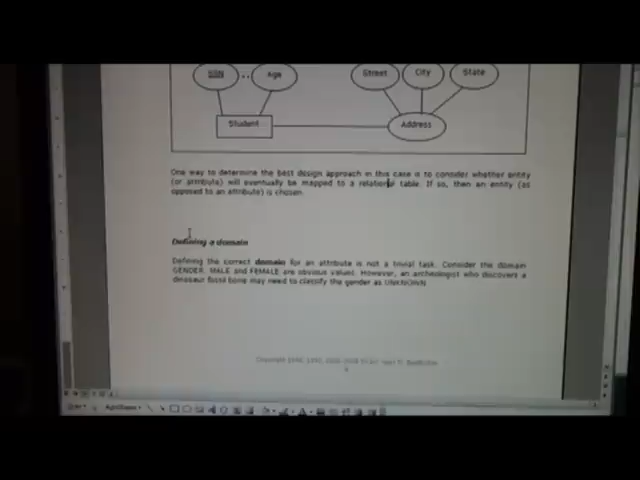 SSN .. Age Street City State
Student Address
One way to determine the best design approach in this case is to consider whether entity
(or attribute) will eventually be mapped to a relational table. If so, then an entity (as
opposed to an attribute) is chosen.
Defining a domain
Defining the correct domain for an attribute is not a trivial task. Consider the domain
GENDER. MALE and FEMALE are obvious values. However, an archeologist who discovers a
dinosaur fossil bone may need to classify the gender as UNKNOWN.
Copyright
AutoShapes